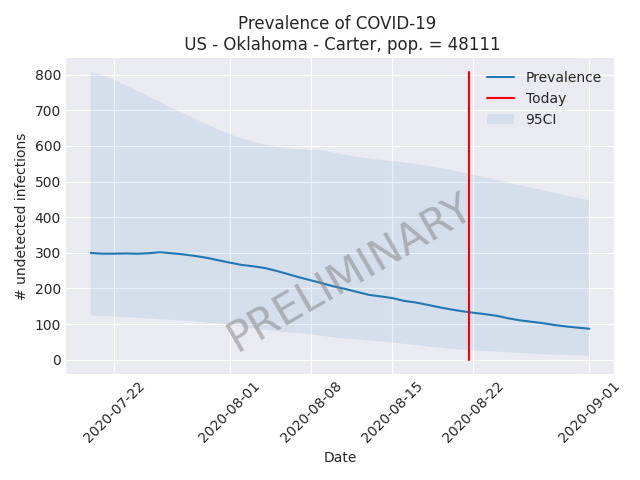 Prevalence of COVID-19
US - Oklahoma - Carter, pop. = 48111
# undetected infections
800
700
600
500
400
300
200
100
0
Prevalence
Today
95CI
PRELIMINARY
2020-07-22
2020-08-01
2020-08-08
2020-08-15
2020-08-22
2020-09-01
Date